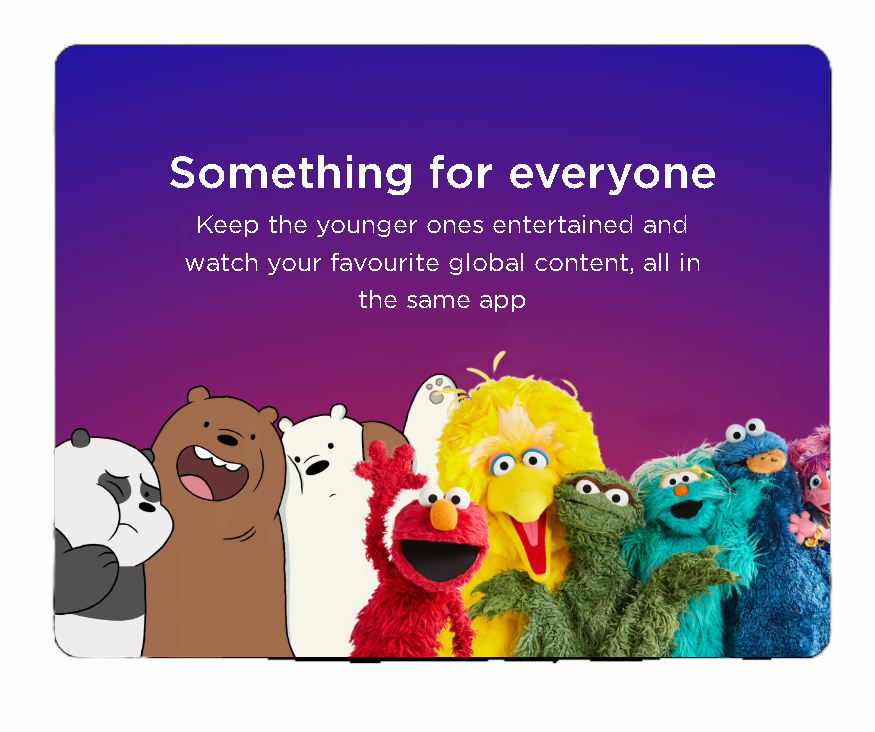 Something for everyone
Keep the younger ones entertained and
watch your favourite global content, all in
the same app